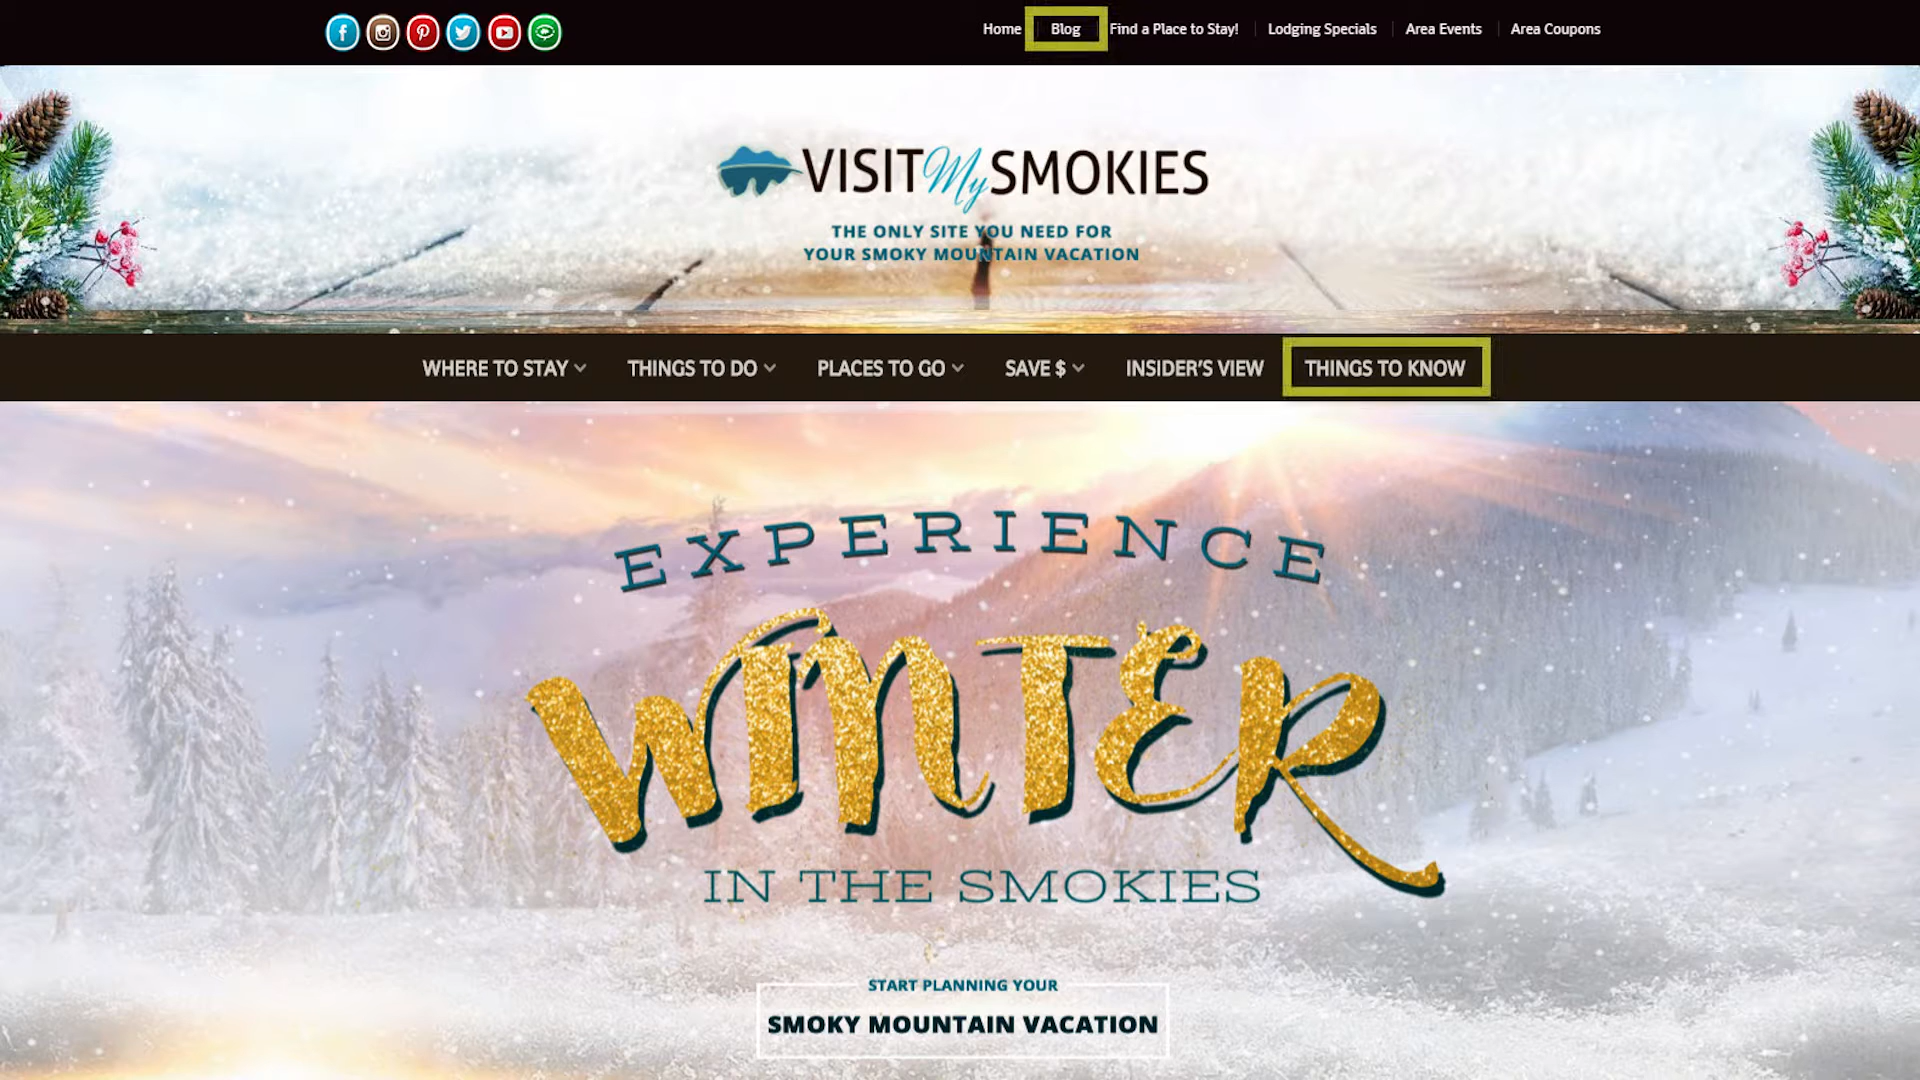 Home Blog Find a Place to Stay! Lodging Specials Area Events Area Coupons
VISIT My SMOKIES
THE ONLY SITE YOU NEED FOR
YOUR SMOKY MOUNTAIN VACATION
WHERE TO STAY THINGS TO DO PLACES TO GO SAVE $ INSIDER'S VIEW THINGS TO KNOW
EXPERIENCE
WINTER
IN THE SMOKIES
START PLANNING YOUR
SMOKY MOUNTAIN VACATION